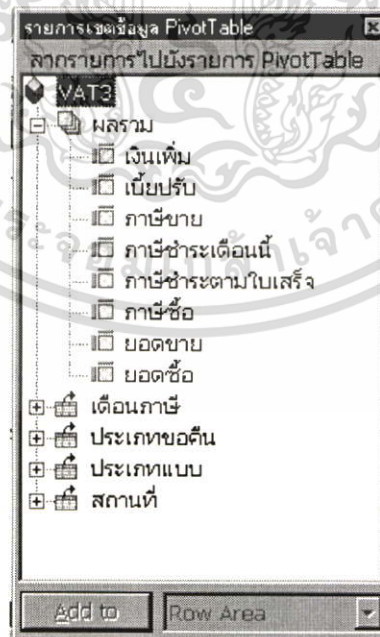 รายการเขตข้อมูล PivotTable
ลากรายการไปยังรายการ PivotTable
VAT3
ผลรวม
เงินเพิ่ม
เบี้ยปรับ
ภาษีขาย
ภาษีชำระเดือนนี้
ภาษีชำระตามใบเสร็จ
ภาษีซื้อ
ยอดขาย
ยอดซื้อ
เดือนภาษี
ประเภทขอคืน
ประเภทแบบ
สถานที่
Add to
Row Area